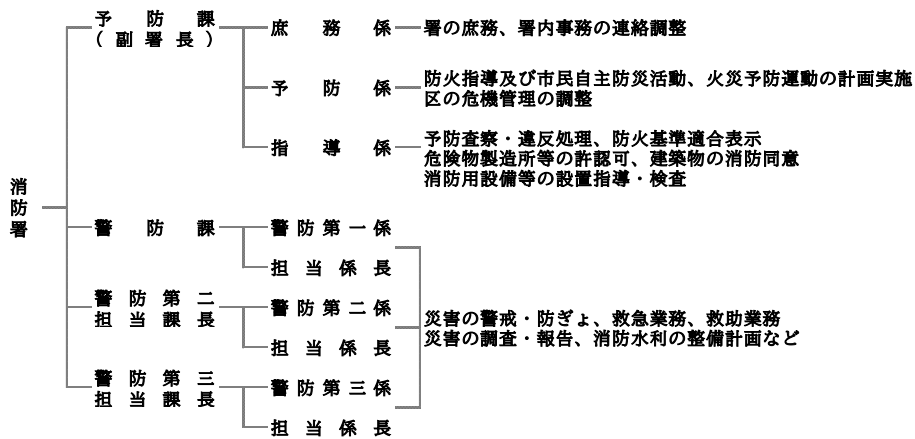 消防署
予防課
(副署長)
庶務係
署の庶務、署内事務の連絡調整
予防係
防火指導及び市民自主防災活動、火災予防運動の計画実施
区の危機管理の調整
指導係
予防査察・違反処理、防火基準適合表示
危険物製造所等の許認可、建築物の消防同意
消防用設備等の設置指導・検査
警防課
警防第一係
担当係長
警防第二
担当課長
警防第二係
担当係長
警防第三
担当課長
警防第三係
担当係長
災害の警戒・防ぎょ、救急業務、救助業務
災害の調査・報告、消防水利の整備計画など